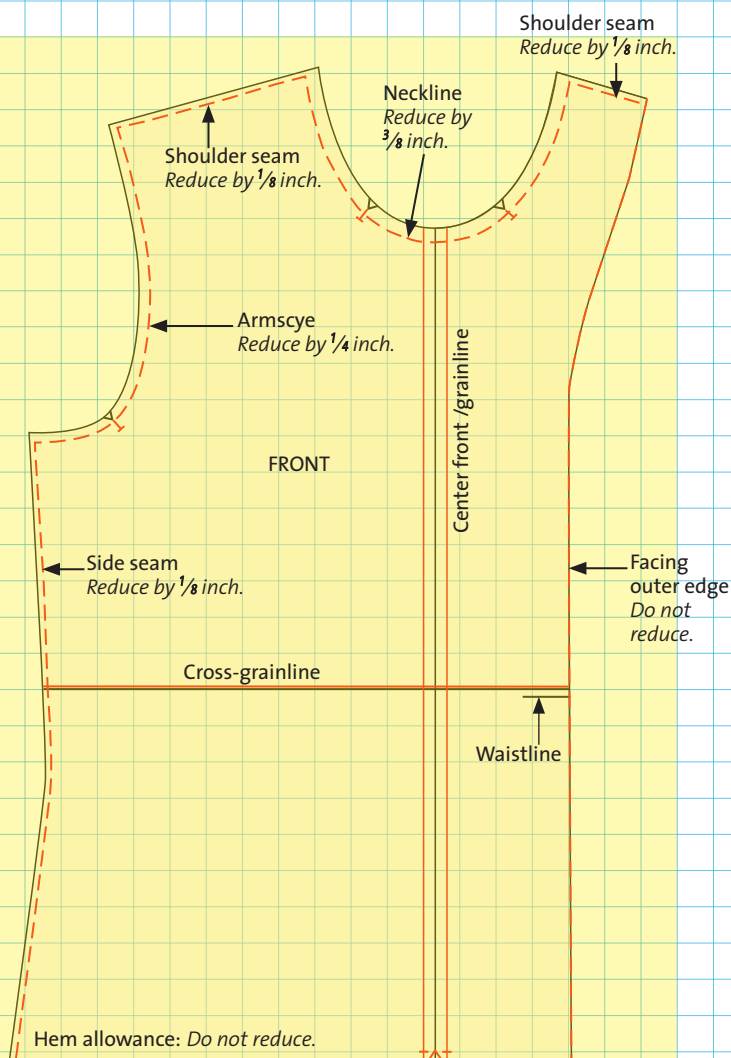 Shoulder seam
Reduce by 1/8 inch.
Neckline
Reduce by
3/8 inch.
Shoulder seam
Reduce by 1/8 inch.
Armscye
Reduce by 1/4 inch.
Center front /grainline
FRONT
Side seam
Reduce by 1/8 inch.
Facing
outer edge
Do not
reduce.
Cross-grainline
Waistline
Hem allowance: Do not reduce.